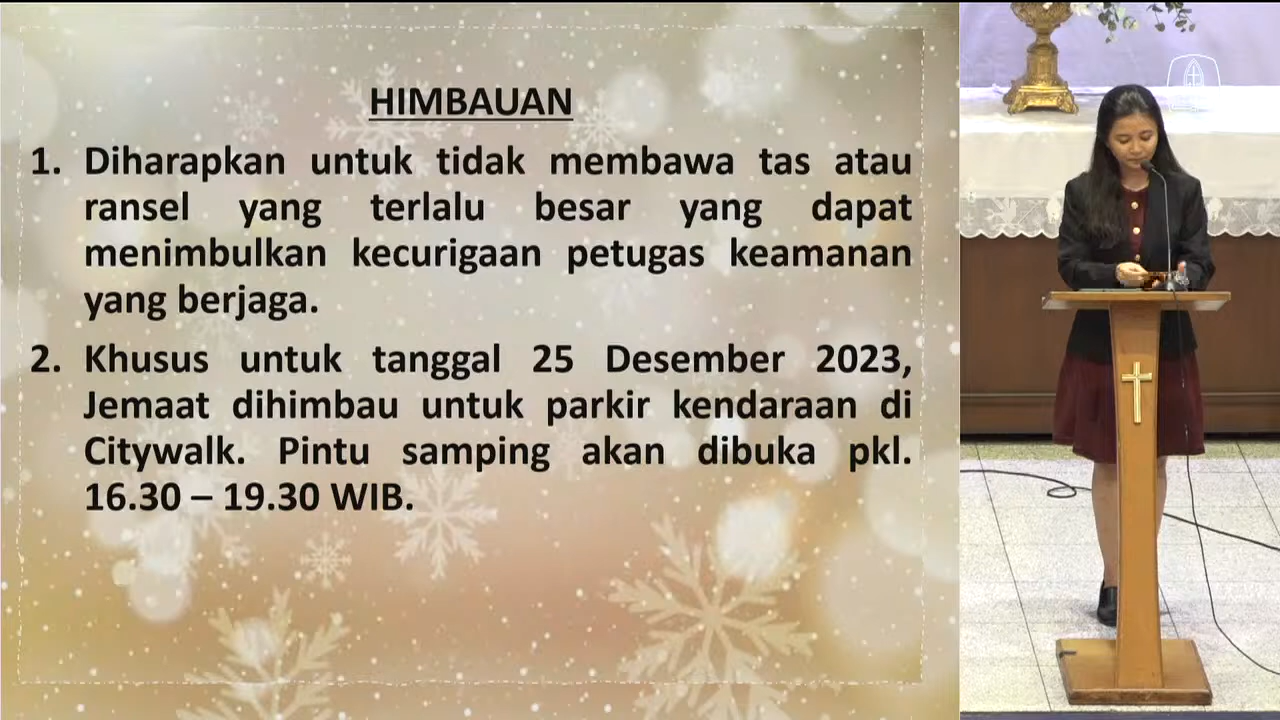 HIMBAUAN
1. Diharapkan untuk tidak membawa tas atau
ransel yang terlalu besar yang dapat
menimbulkan kecurigaan petugas keamanan
yang berjaga.
2. Khusus untuk tanggal 25 Desember 2023,
Jemaat dihimbau untuk parkir kendaraan di
Citywalk. Pintu samping akan dibuka pkl.
16.30 – 19.30 WIB.